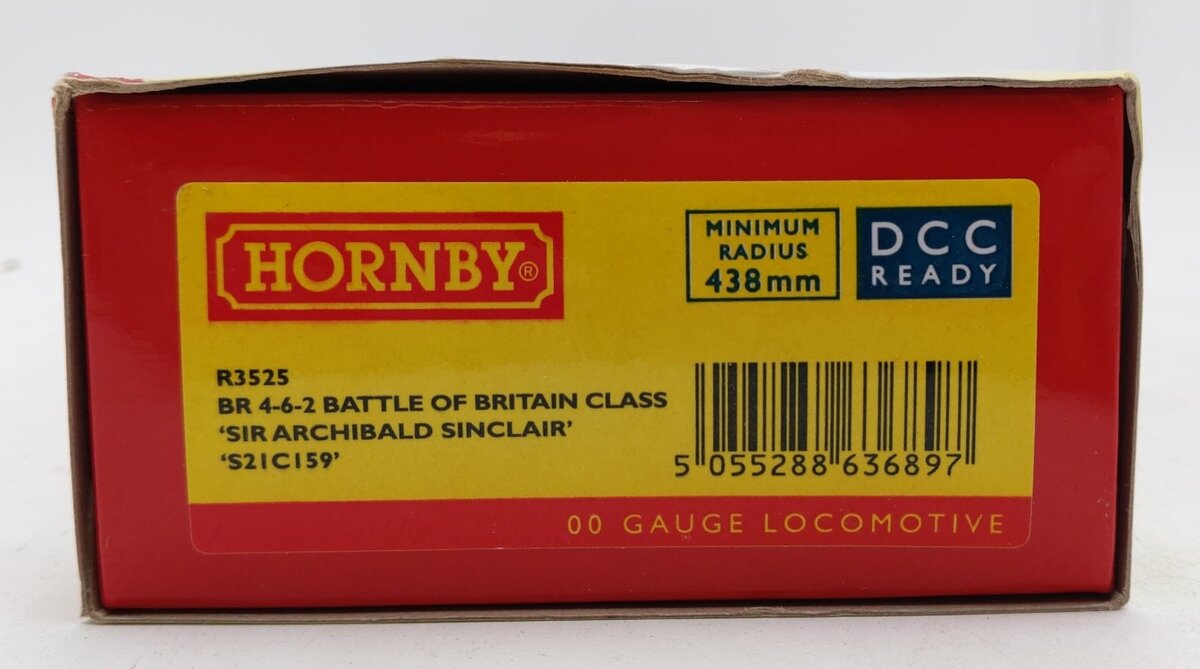 HORNBY®
MINIMUM
RADIUS
438mm
DCC
READY
R3525
BR 4-6-2 BATTLE OF BRITAIN CLASS
‘SIR ARCHIBALD SINCLAIR’
‘S21C159’
5 055288 636897
00 GAUGE LOCOMOTIVE